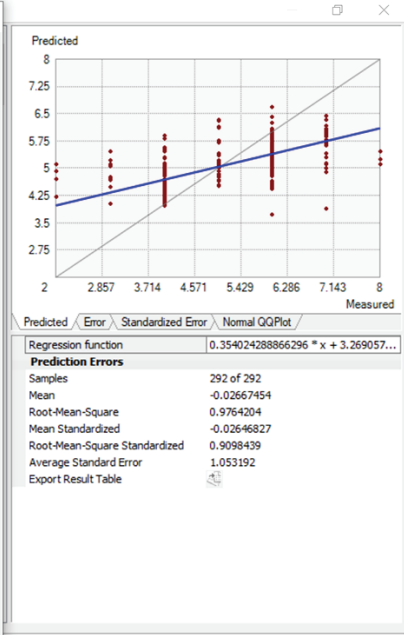 Predicted
8
7.25
6.5
5.75
5
4.25
3.5
2.75
2 2.857 3.714 4.571 5.429 6.286 7.143 8
Measured
Predicted Error Standardized Error Normal QQPlot
Regression function 0.354024288866296 * x + 3.269057...
Prediction Errors
Samples 292 of 292
Mean -0.02667454
Root-Mean-Square 0.9764204
Mean Standardized -0.02646827
Root-Mean-Square Standardized 0.9098439
Average Standard Error 1.053192
Export Result Table